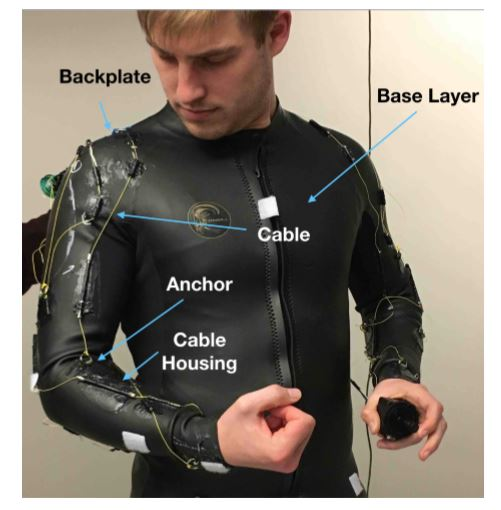 Backplate
Base Layer
Cable
Anchor
Cable
Housing